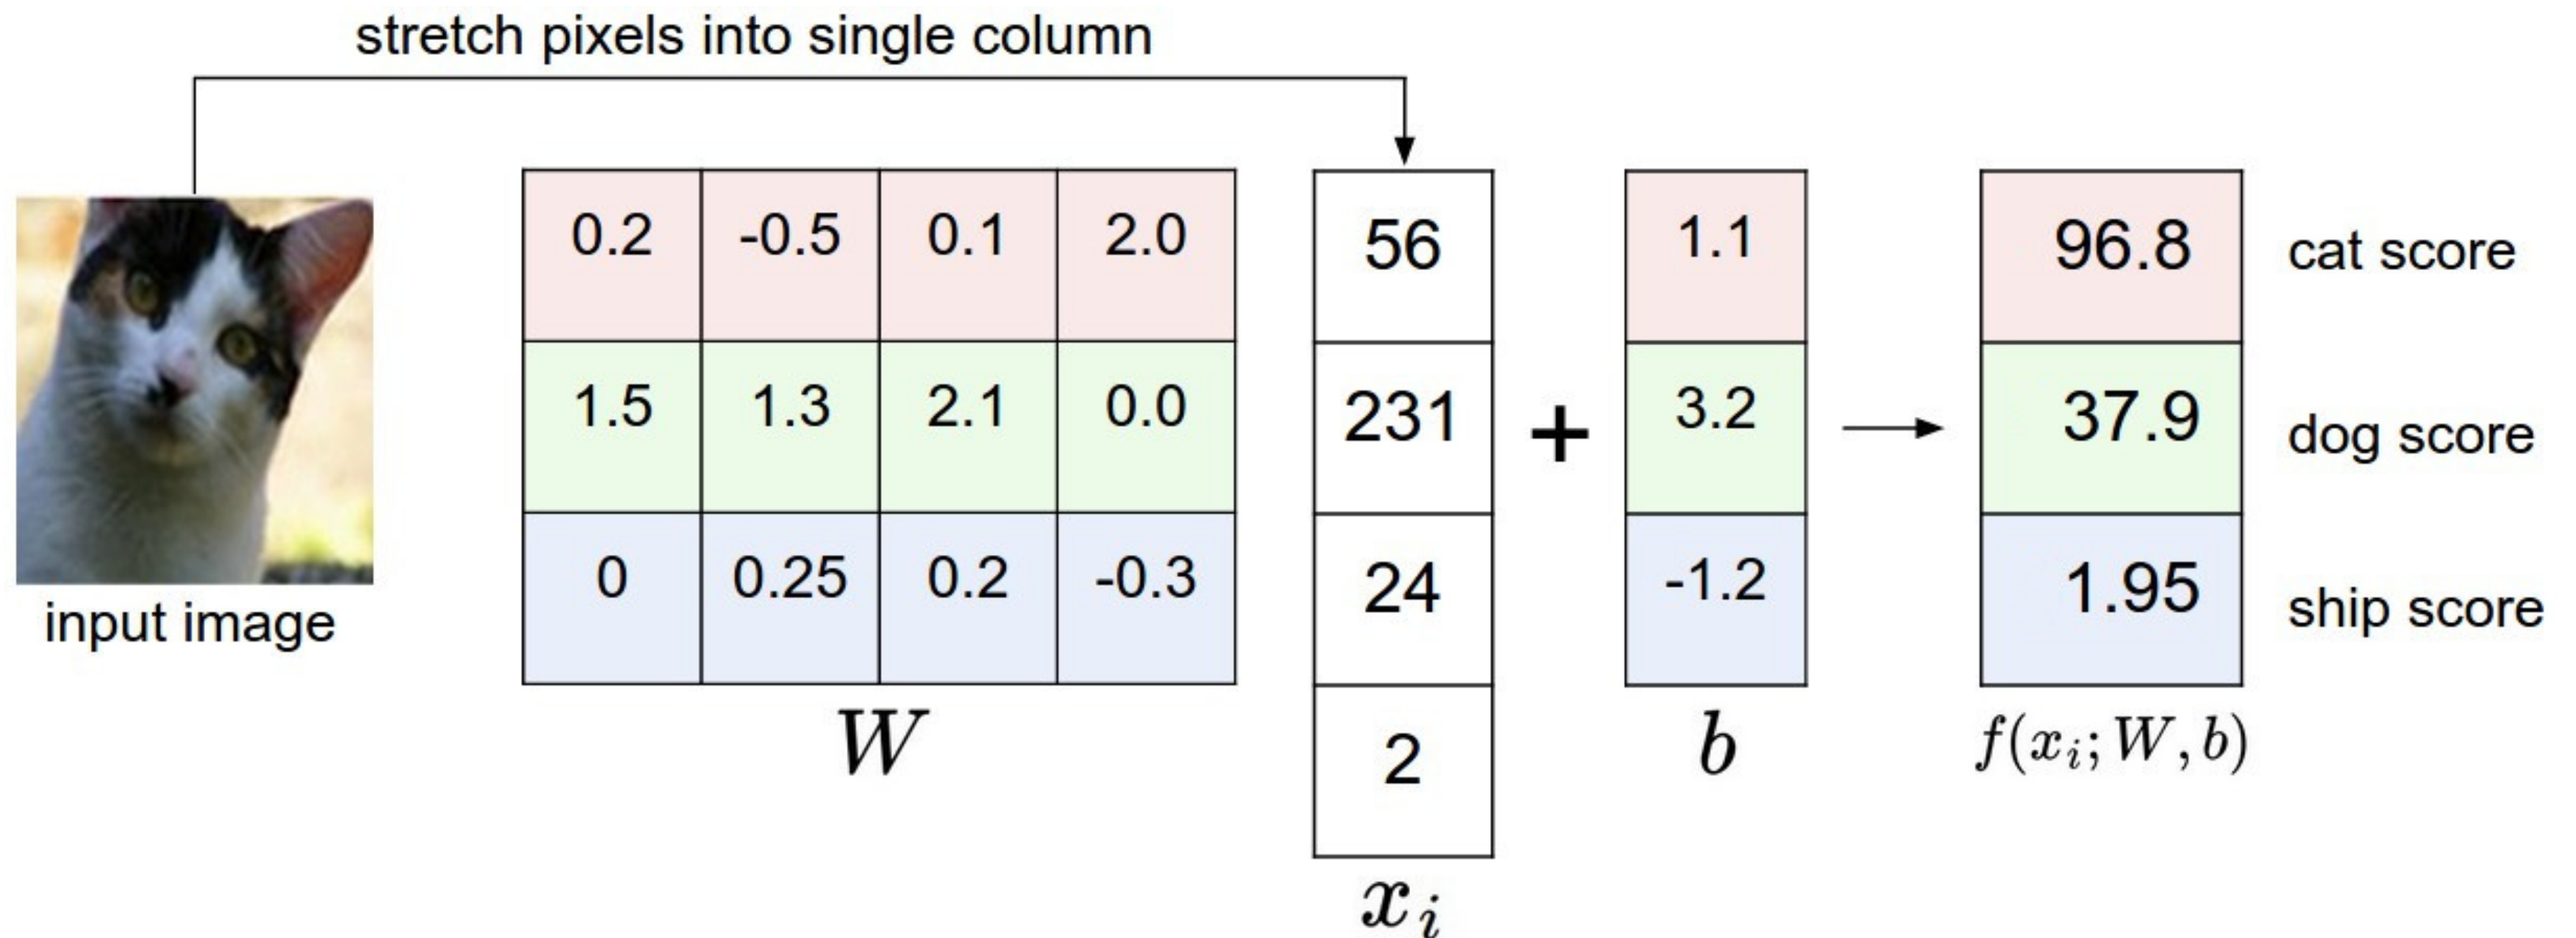 stretch pixels into single column
0.2 -0.5 0.1 2.0
1.5 1.3 2.1 0.0
0 0.25 0.2 -0.3
W
56
231
24
2
x_i
+
1.1
3.2
-1.2
b
96.8 cat score
37.9 dog score
1.95 ship score
f(x_i; W, b)
input image